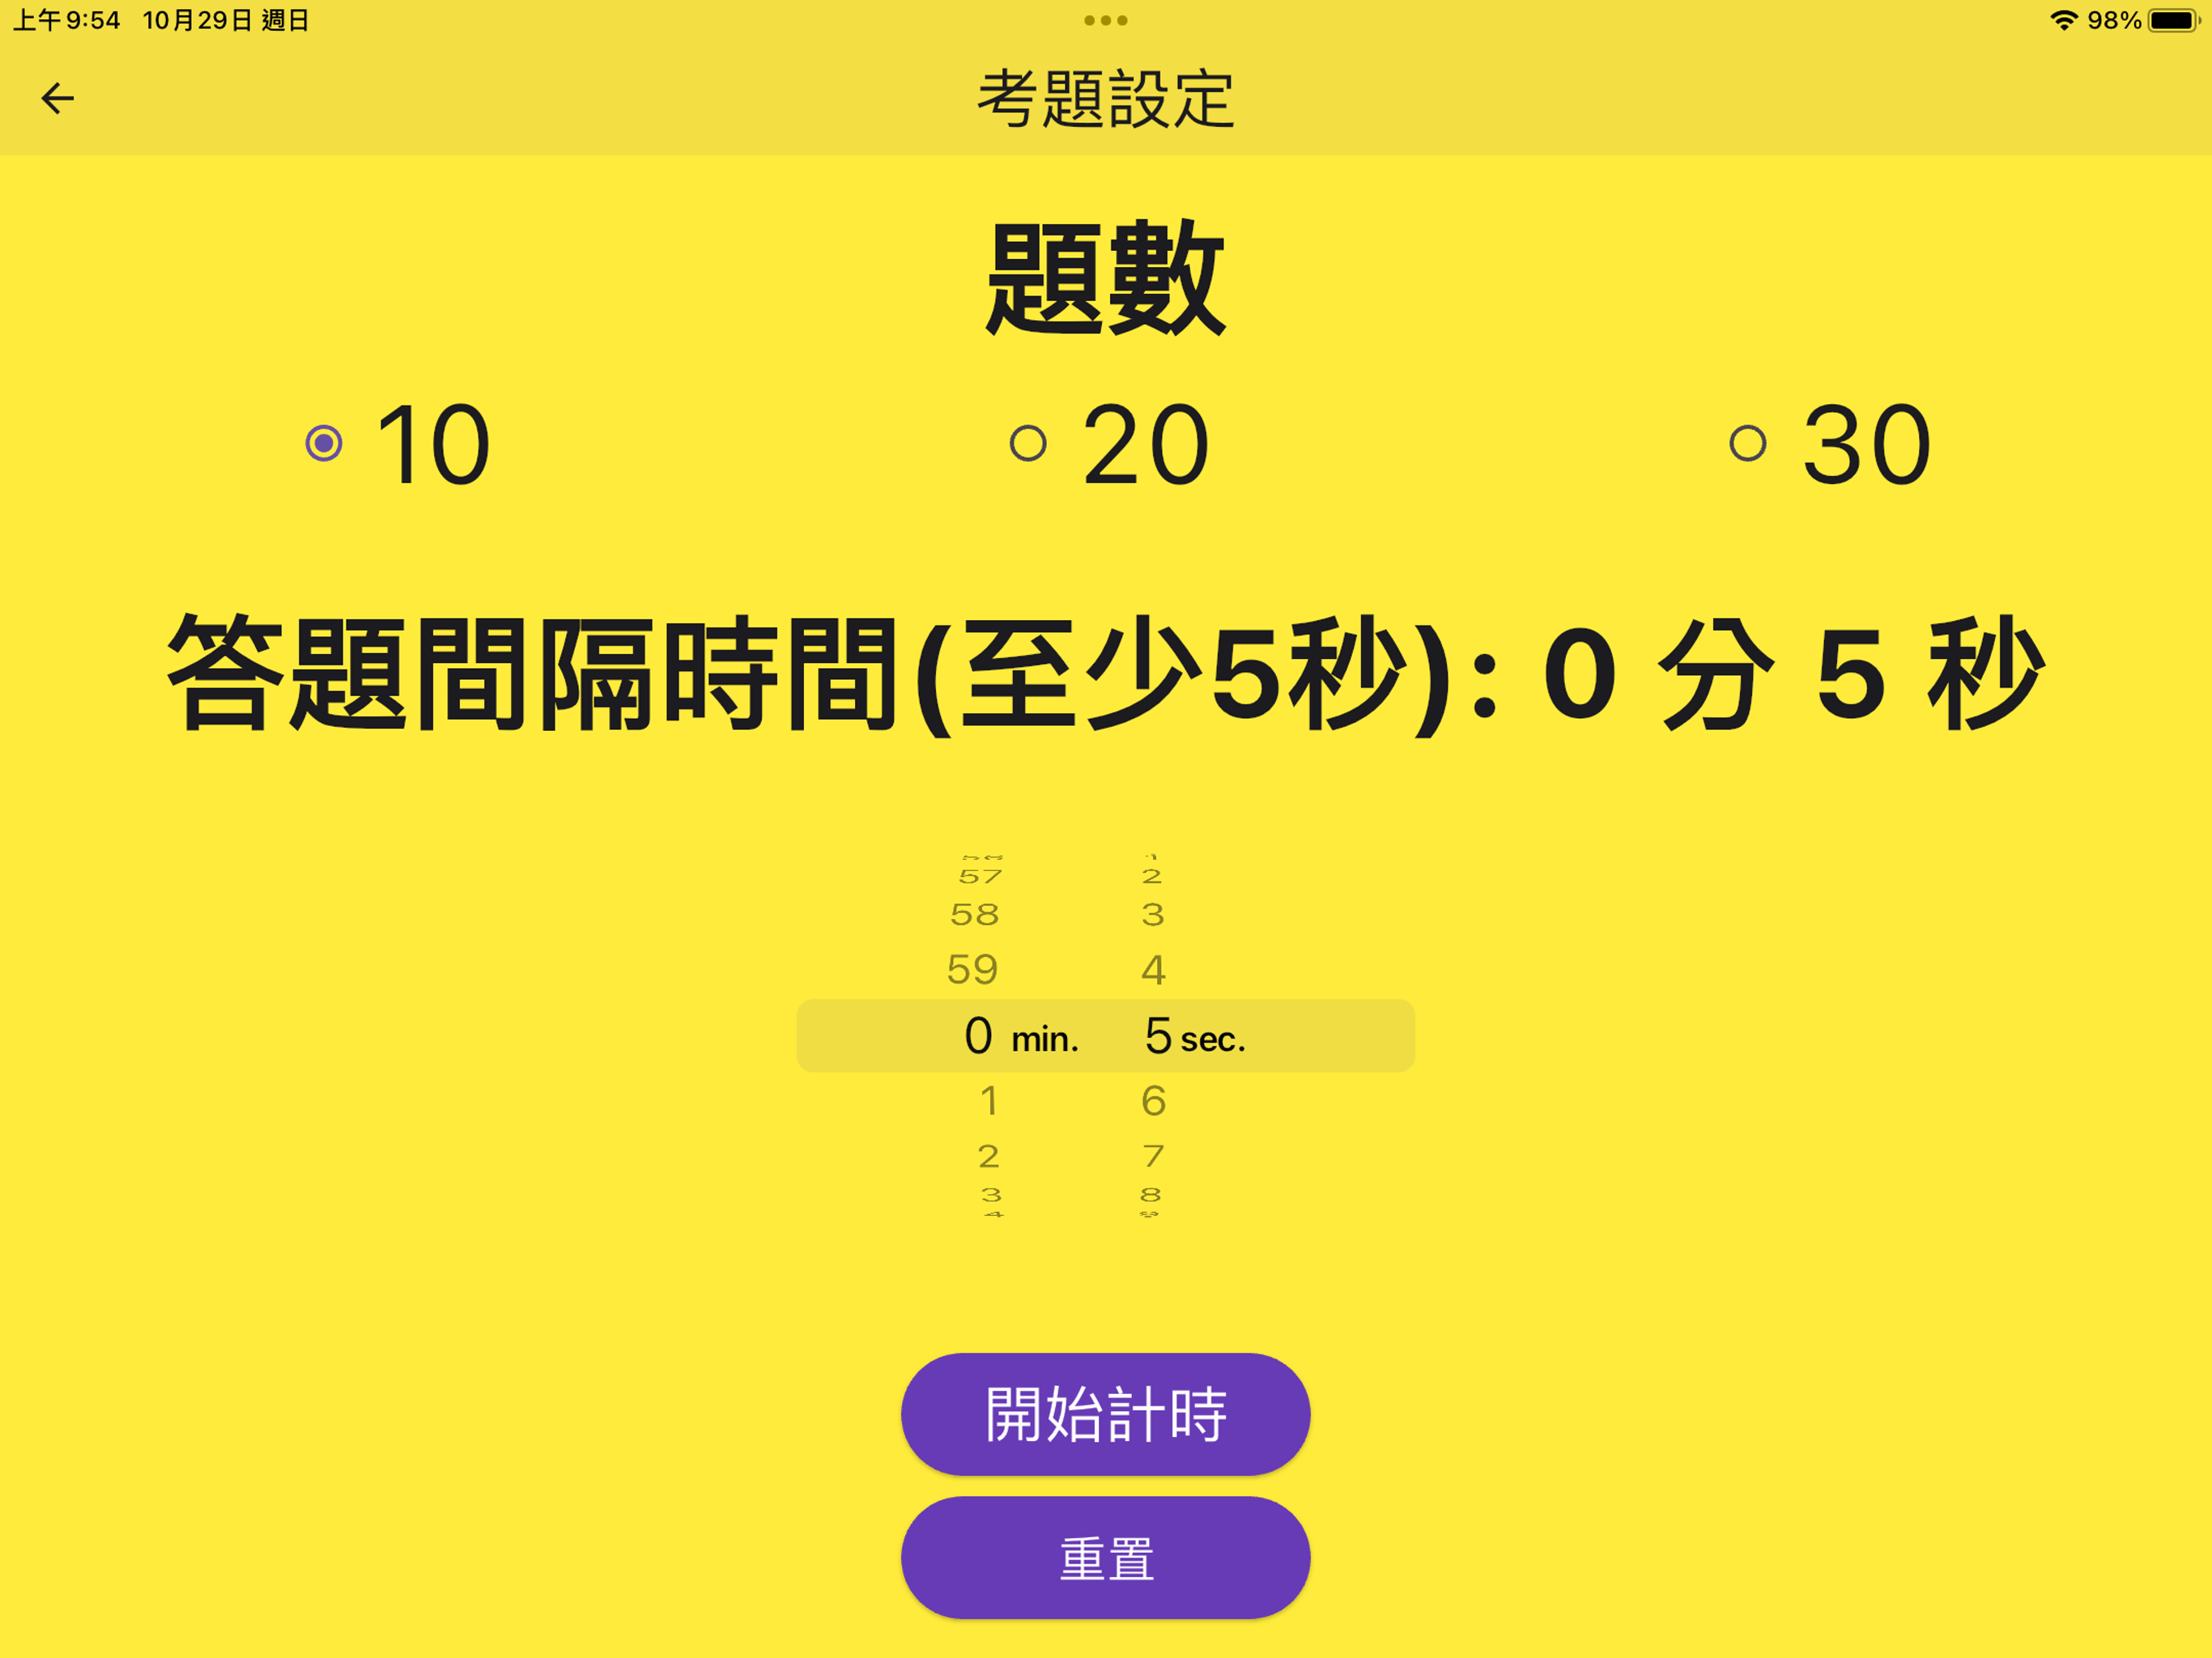 上午9:54 10月29日 週日 98%
考題設定
題數
10 20 30
答題間隔時間(至少5秒): 0 分 5 秒
57 2
58 3
59 4
0 min. 5 sec.
1 6
2 7
3 8
4
開始計時
重置